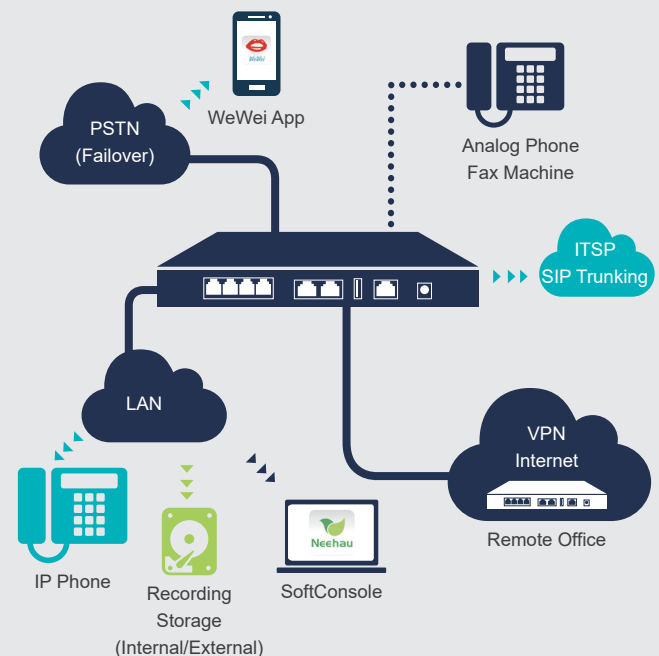 WeWei
WeWei App
PSTN
(Failover)
Analog Phone
Fax Machine
ITSP
SIP Trunking
LAN
VPN
Internet
Remote Office
IP Phone
Recording
Storage
(Internal/External)
Neehau
SoftConsole